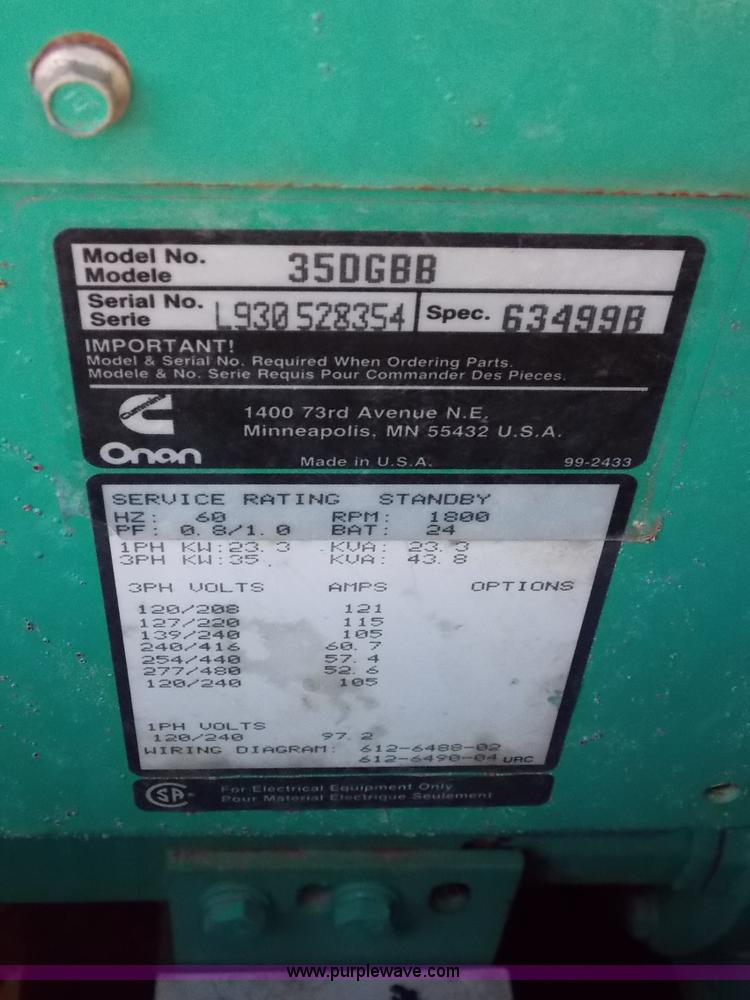 Model No. 35DGBB
Modele
Serial No. L930528354 Spec. 63499B
Serie
IMPORTANT!
Model & Serial No. Required When Ordering Parts.
Modele & No. Serie Requis Pour Commander Des Pieces.
Cummins
1400 73rd Avenue N.E.
Minneapolis, MN 55432 U.S.A.
Onan
Made in U.S.A. 99-2433
SERVICE RATING STANDBY
HZ: 60 RPM: 1800
PF: 0.8/1.0 BAT: 24
1PH KW:23.3 KVA: 23.3
3PH KW:35 KVA: 43.8
3PH VOLTS AMPS OPTIONS
120/208 121
127/220 115
139/240 105
240/416 60.7
254/440 57.4
277/480 52.6
120/240 105
1PH VOLTS
120/240 97.2
WIRING DIAGRAM: 612-6488-02
612-6490-04 VAC
SA For Electrical Equipment Only
Pour Material Electrique Seulement
www.purplewave.com